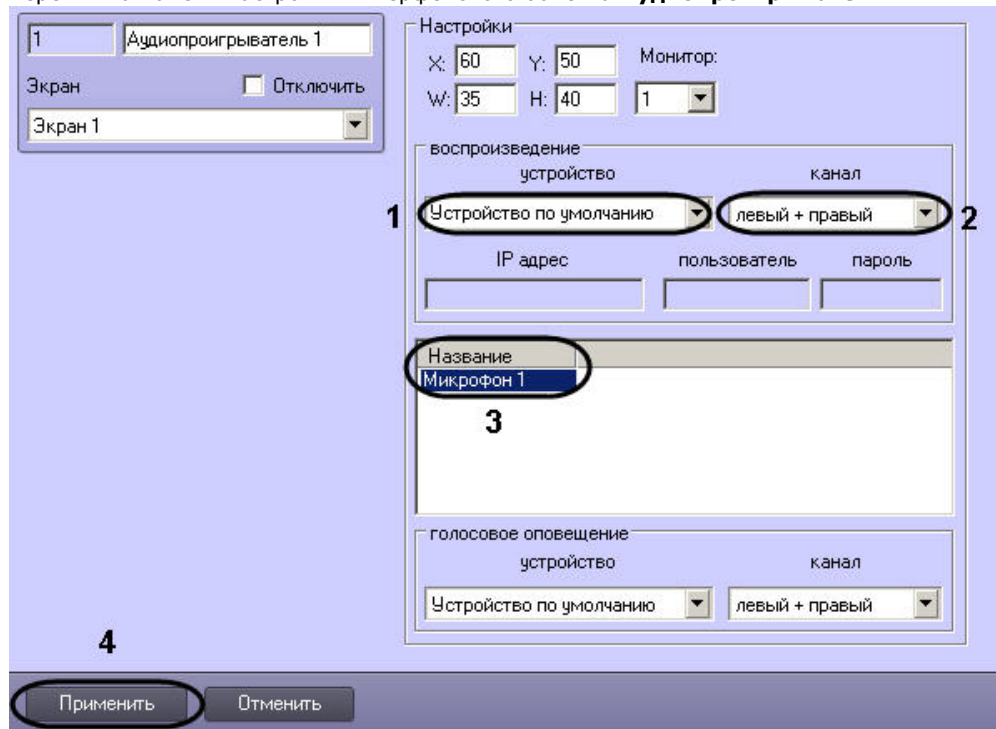 1 Аудиопроигрыватель 1
Экран Отключить
Экран 1
Настройки
X: 60 Y: 50 Монитор:
W: 35 H: 40 1
воспроизведение
устройство канал
1 Устройство по умолчанию левый + правый 2
IP адрес пользователь пароль
Название
Микрофон 1
3
голосовое оповещение
устройство канал
Устройство по умолчанию левый + правый
4
Применить Отменить